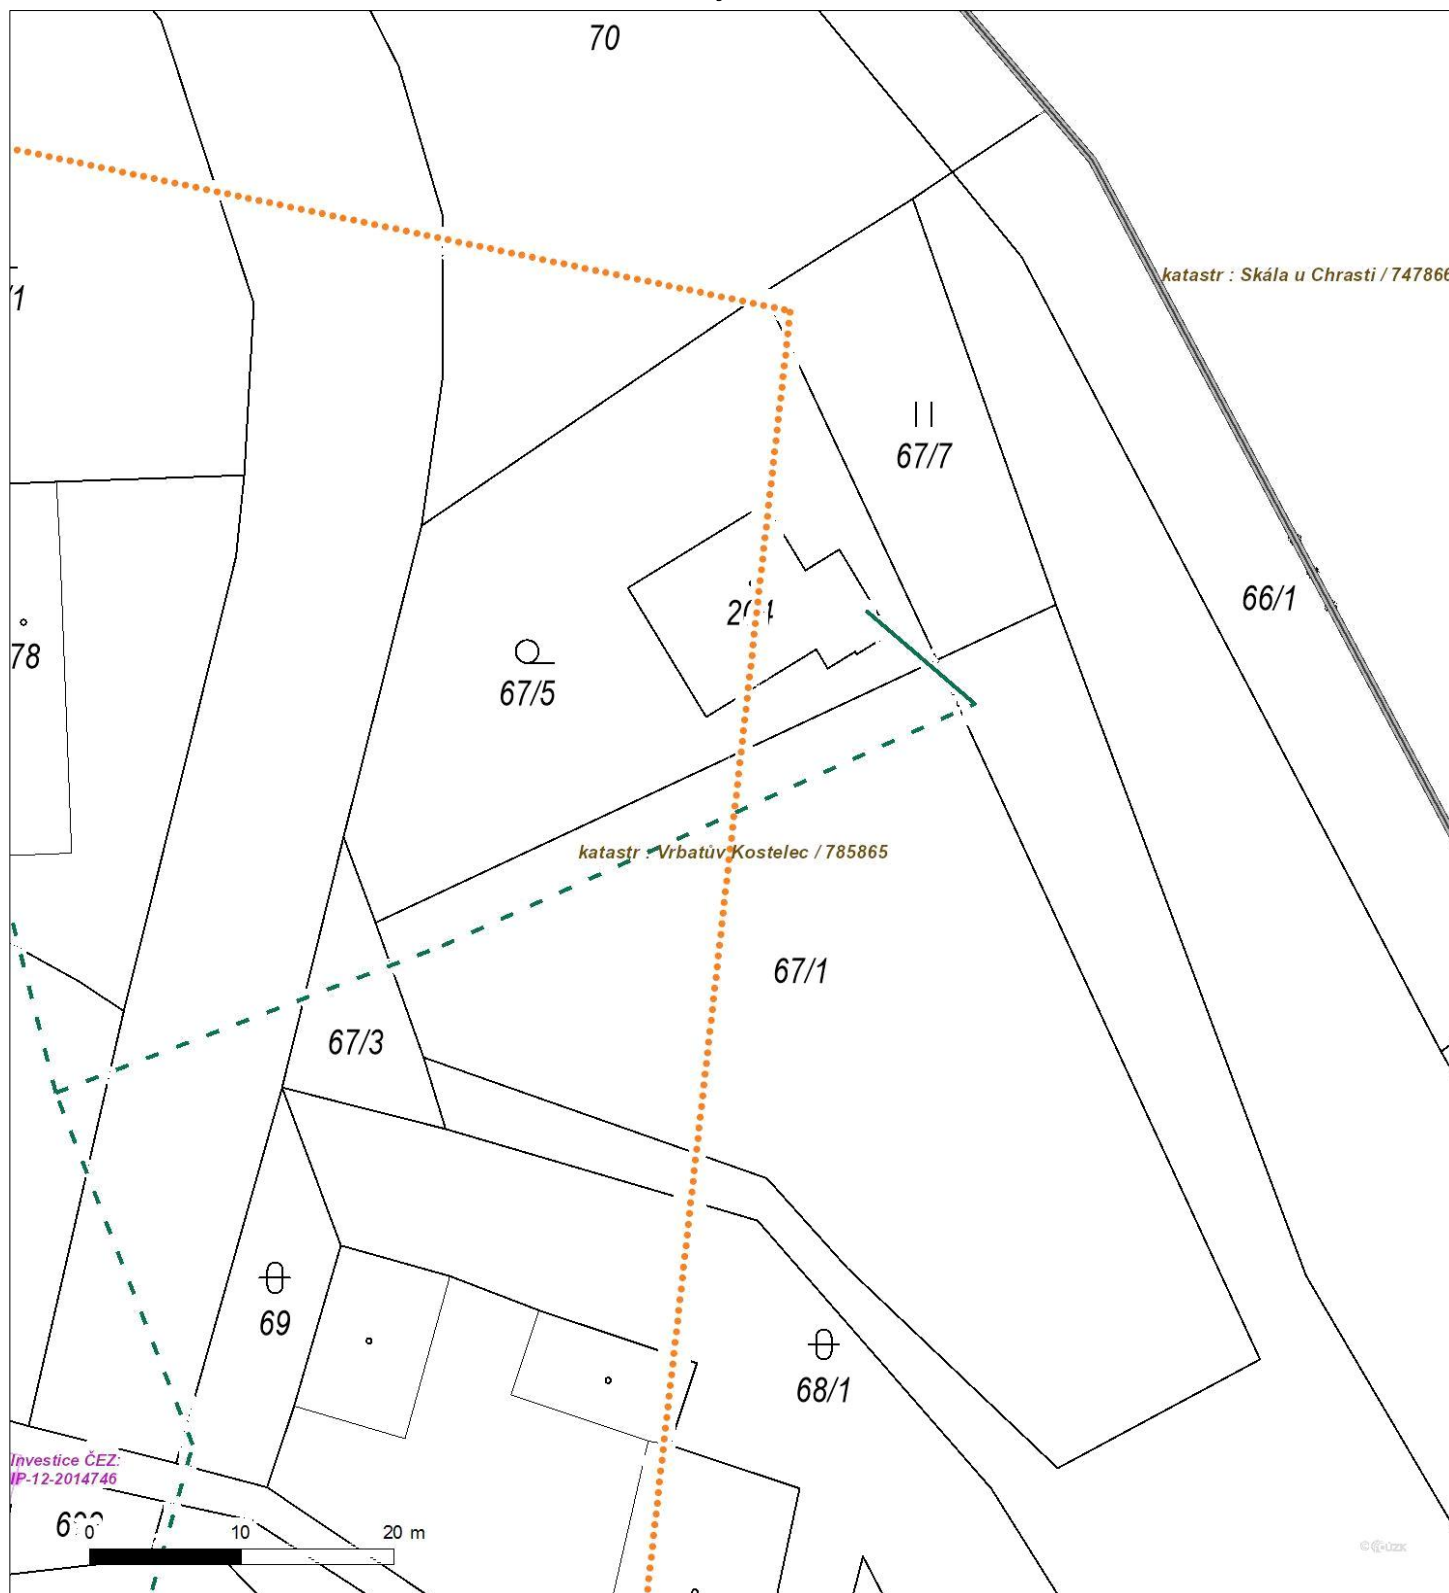 70
katastr : Skála u Chrasti / 747866
/1
67/7
66/1
78
67/5
katastr : Vrbatův Kostelec / 785865
67/1
67/3
69
68/1
Investice ČEZ:
IP-12-2014746
0 10 20 m
© ČÚZK